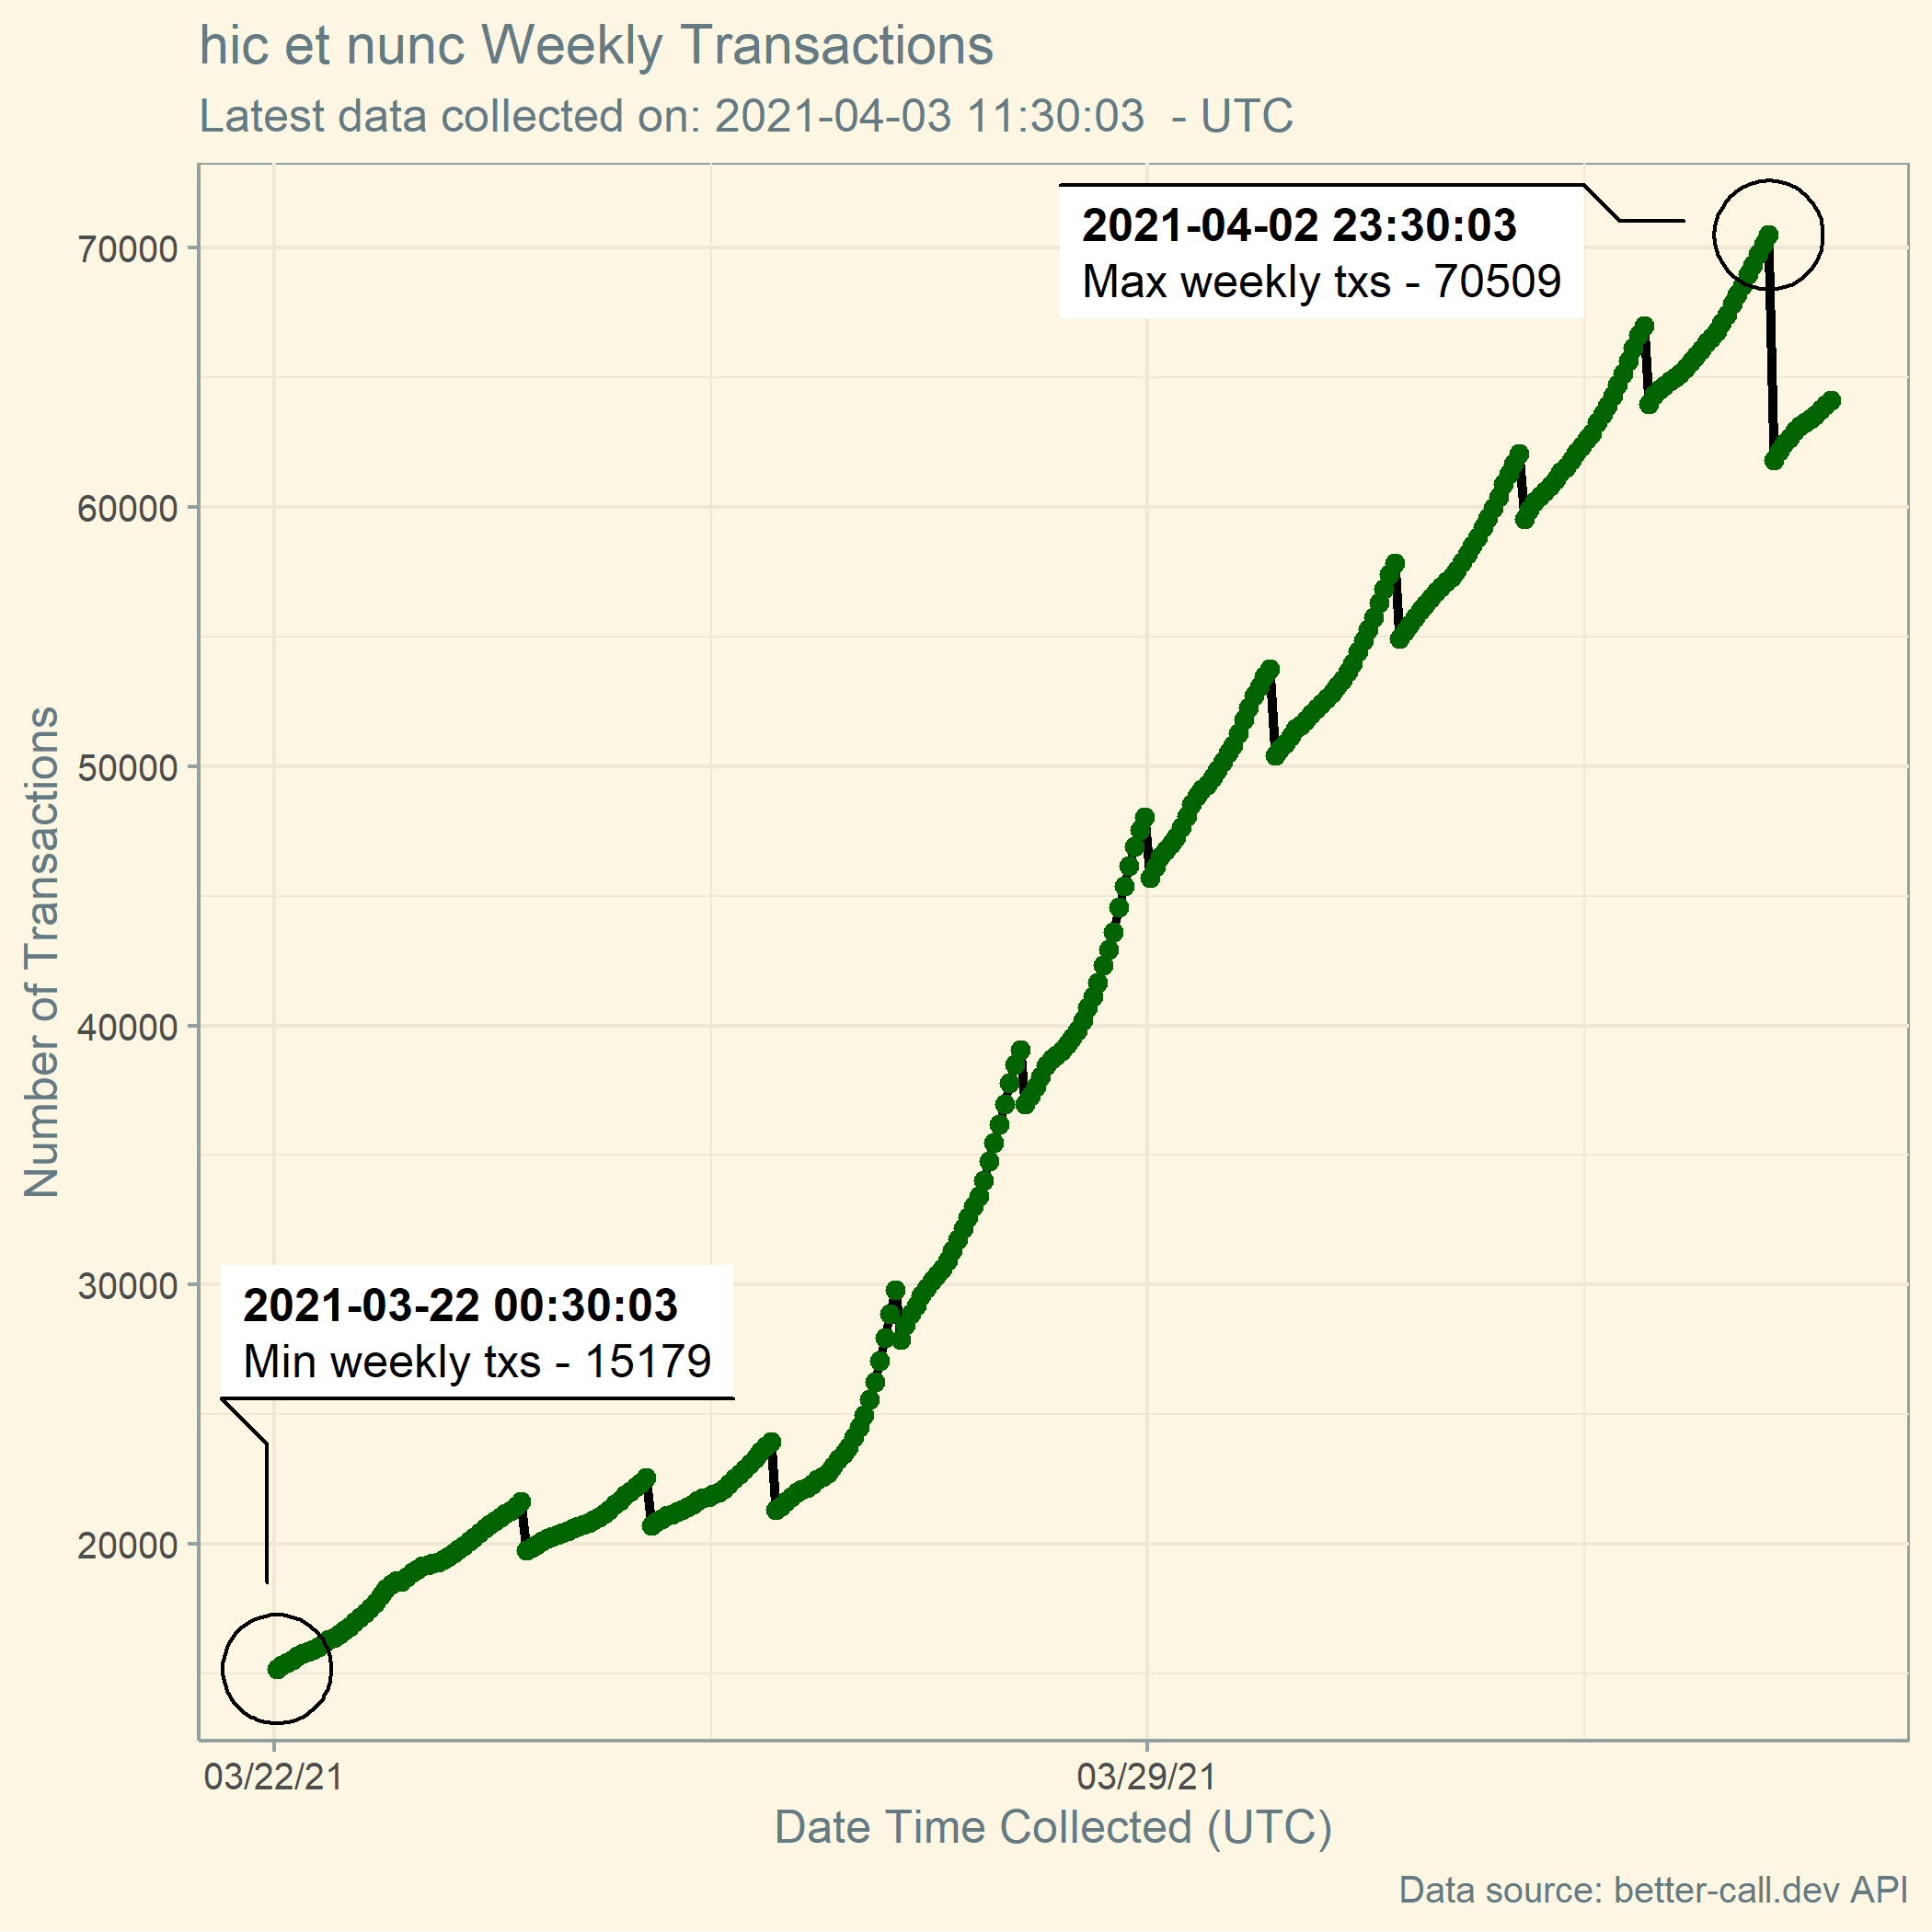 hic et nunc Weekly Transactions
Latest data collected on: 2021-04-03 11:30:03  - UTC
2021-04-02 23:30:03
Max weekly txs - 70509
70000
60000
50000
40000
30000
20000
Number of Transactions
2021-03-22 00:30:03
Min weekly txs - 15179
03/22/21
03/29/21
Date Time Collected (UTC)
Data source: better-call.dev API